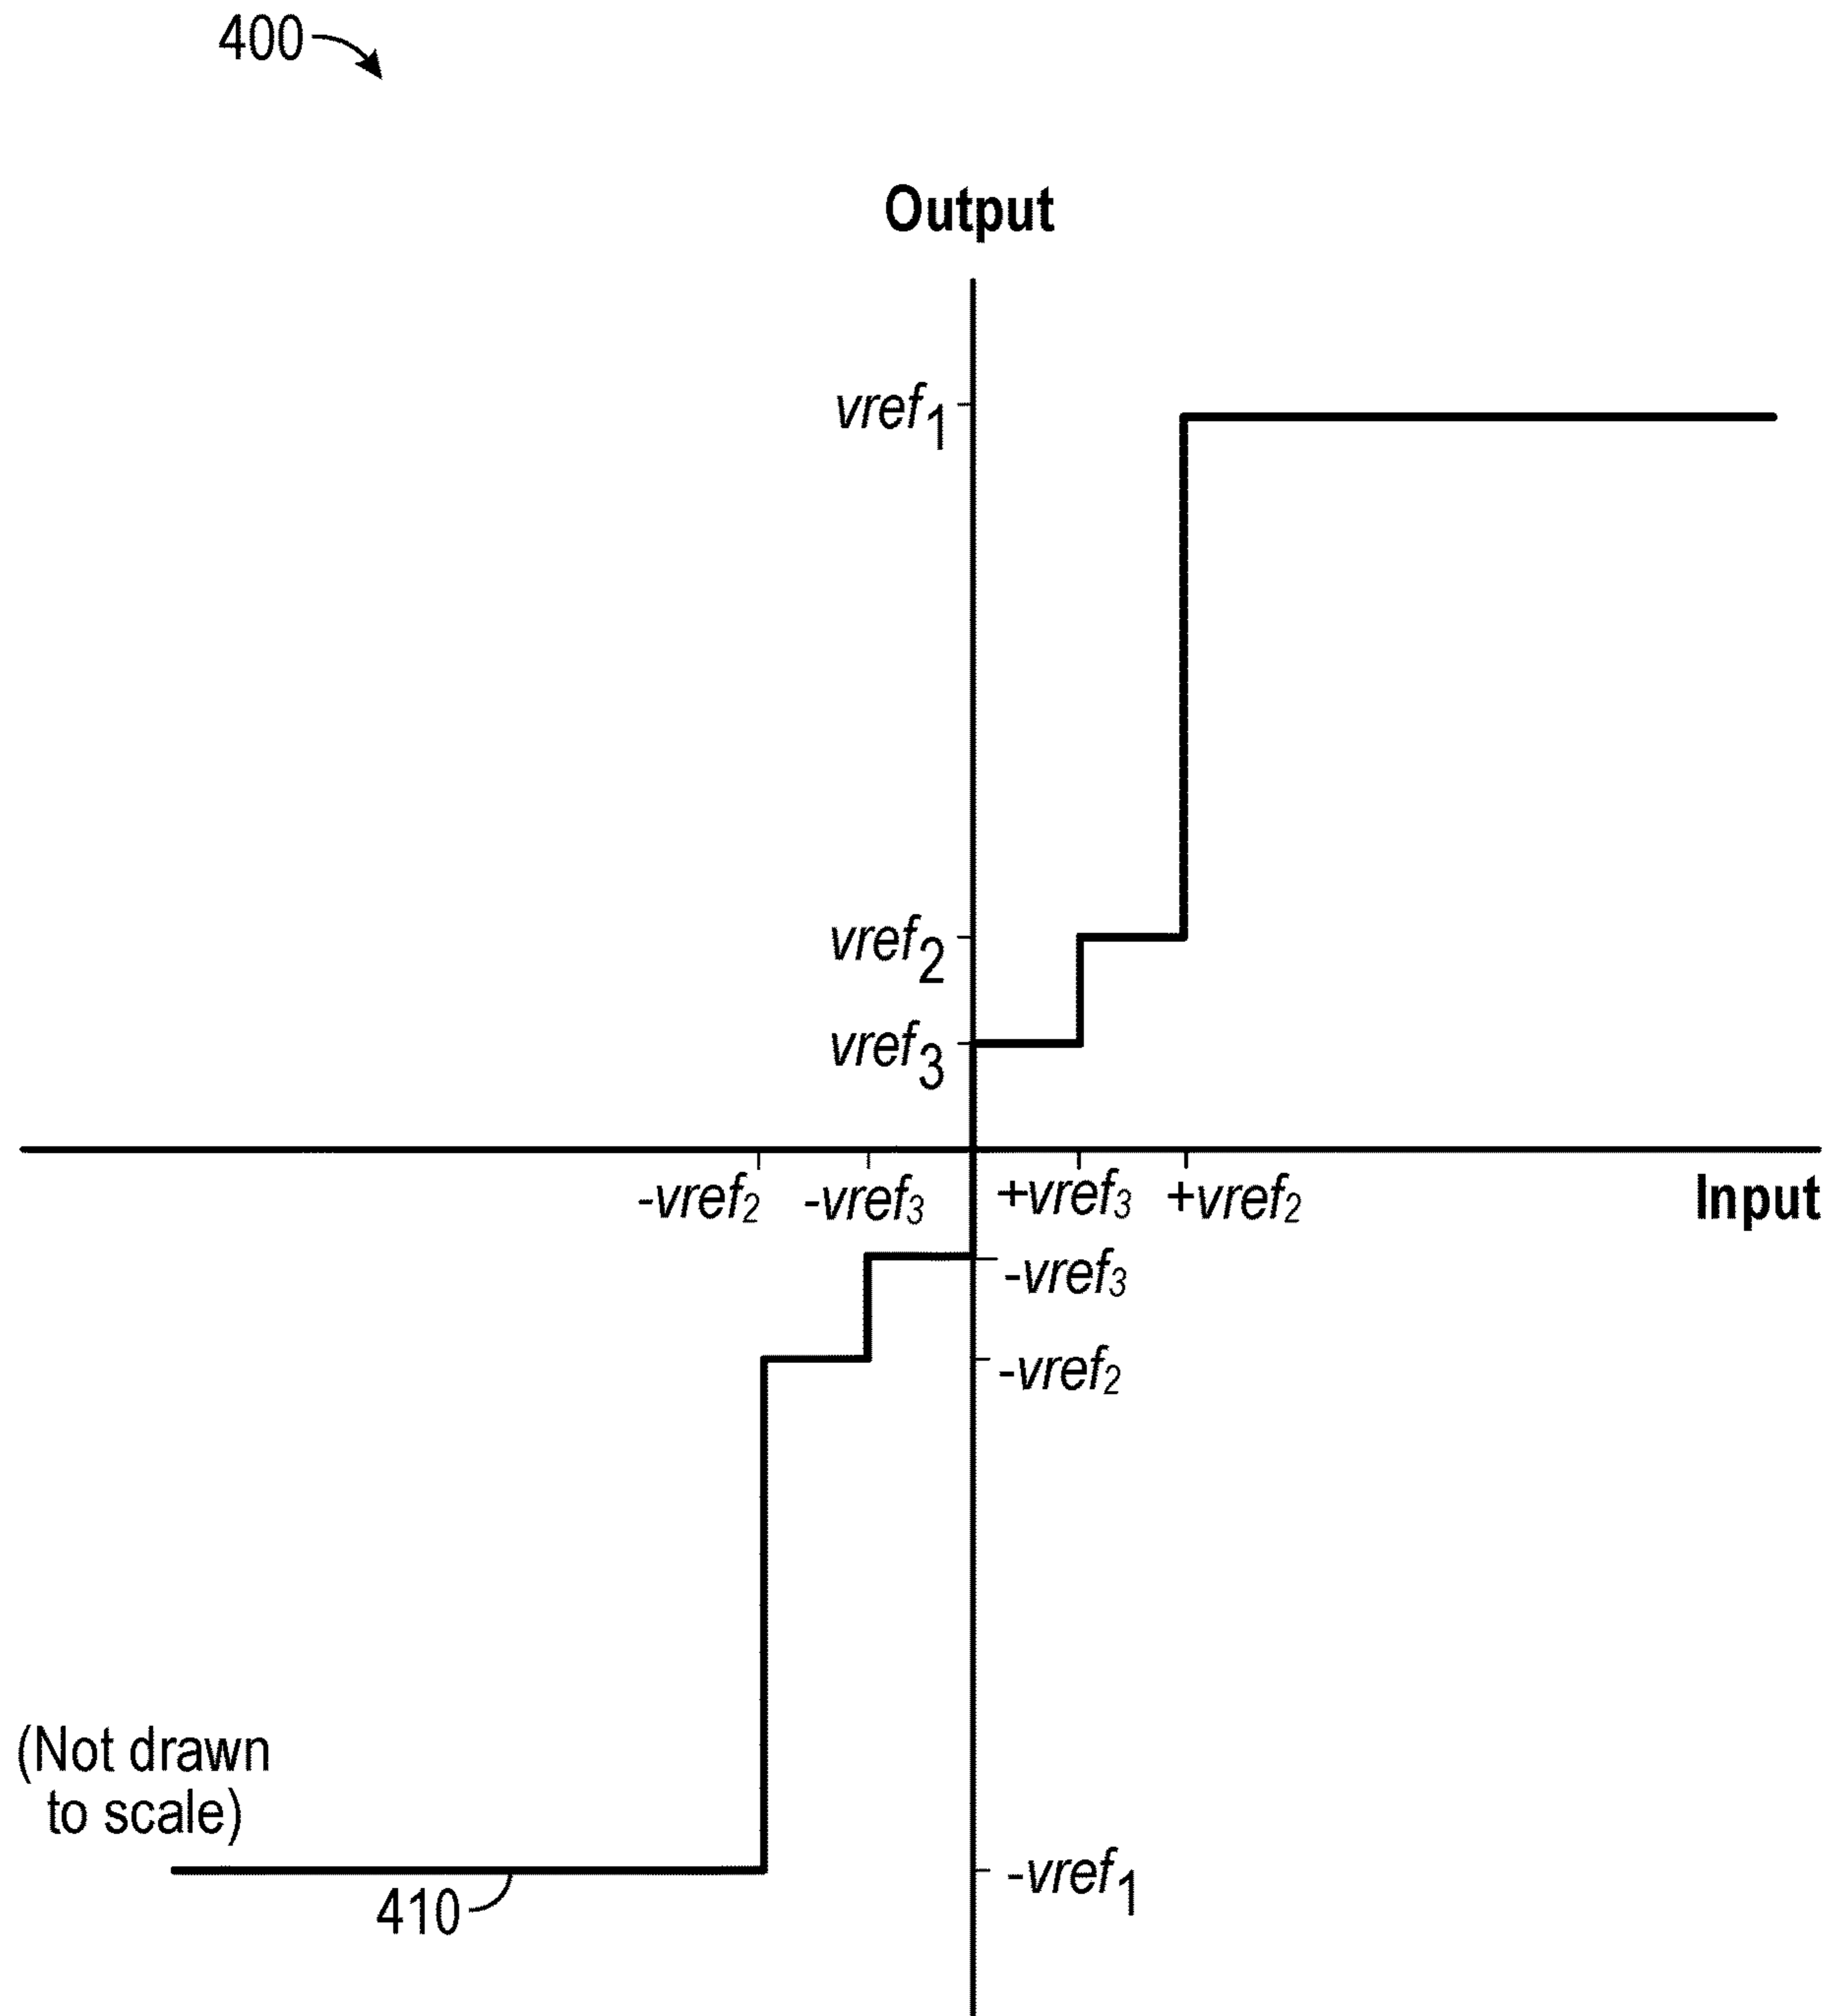 400
Output
vref1
vref2
vref3
-vref2 -vref3 +vref3 +vref2 Input
-vref3
-vref2
(Not drawn
to scale)
-vref1
410